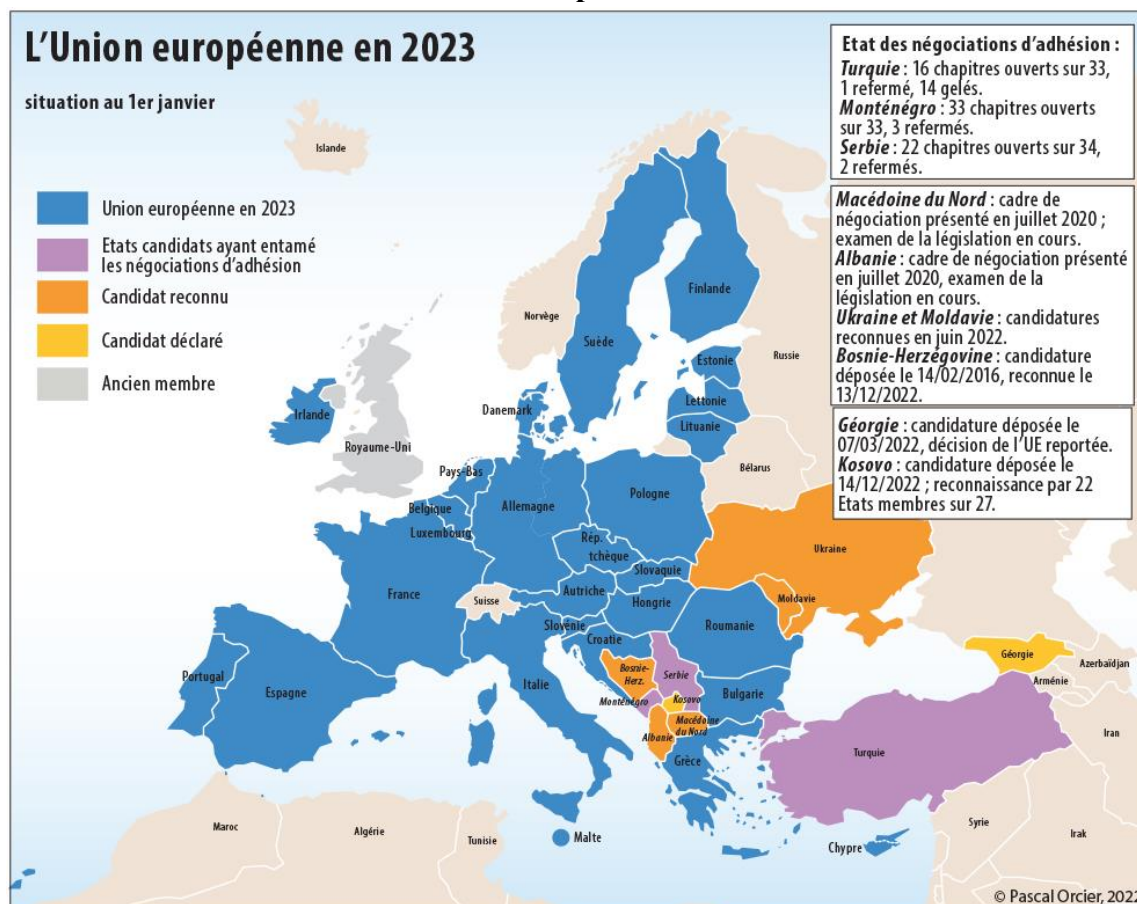 L'Union européenne en 2023
situation au 1er janvier
Union européenne en 2023
Etats candidats ayant entamé
les négociations d'adhésion
Candidat reconnu
Candidat déclaré
Ancien membre
Etat des négociations d'adhésion :
Turquie : 16 chapitres ouverts sur 33,
1 refermé, 14 gelés.
Monténégro : 33 chapitres ouverts
sur 33, 3 refermés.
Serbie : 22 chapitres ouverts sur 34,
2 refermés.
Macédoine du Nord : cadre de
négociation présenté en juillet 2020 ;
examen de la législation en cours.
Albanie : cadre de négociation présenté
en juillet 2020, examen de la
législation en cours.
Ukraine et Moldavie : candidatures
reconnues en juin 2022.
Bosnie-Herzégovine : candidature
déposée le 14/02/2016, reconnue le
13/12/2022.
Géorgie : candidature déposée le
07/03/2022, décision de l'UE reportée.
Kosovo : candidature déposée le
14/12/2022 ; reconnaissance par 22
Etats membres sur 27.
Islande
Norvège
Suède
Finlande
Russie
Estonie
Lettonie
Lituanie
Danemark
Irlande
Royaume-Uni
Pays-Bas
Bélarus
Belgique
Luxembourg
Allemagne
Pologne
Rép.
tchèque
Slovaquie
Ukraine
Moldavie
France
Suisse
Autriche
Hongrie
Slovénie
Croatie
Roumanie
Portugal
Espagne
Italie
Bosnie-
Herz.
Serbie
Monténégro
Kosovo
Bulgarie
Albanie
Macédoine
du Nord
Grèce
Géorgie
Azerbaïdjan
Arménie
Iran
Turquie
Syrie
Irak
Chypre
Malte
Maroc
Algérie
Tunisie
© Pascal Orcier, 2022